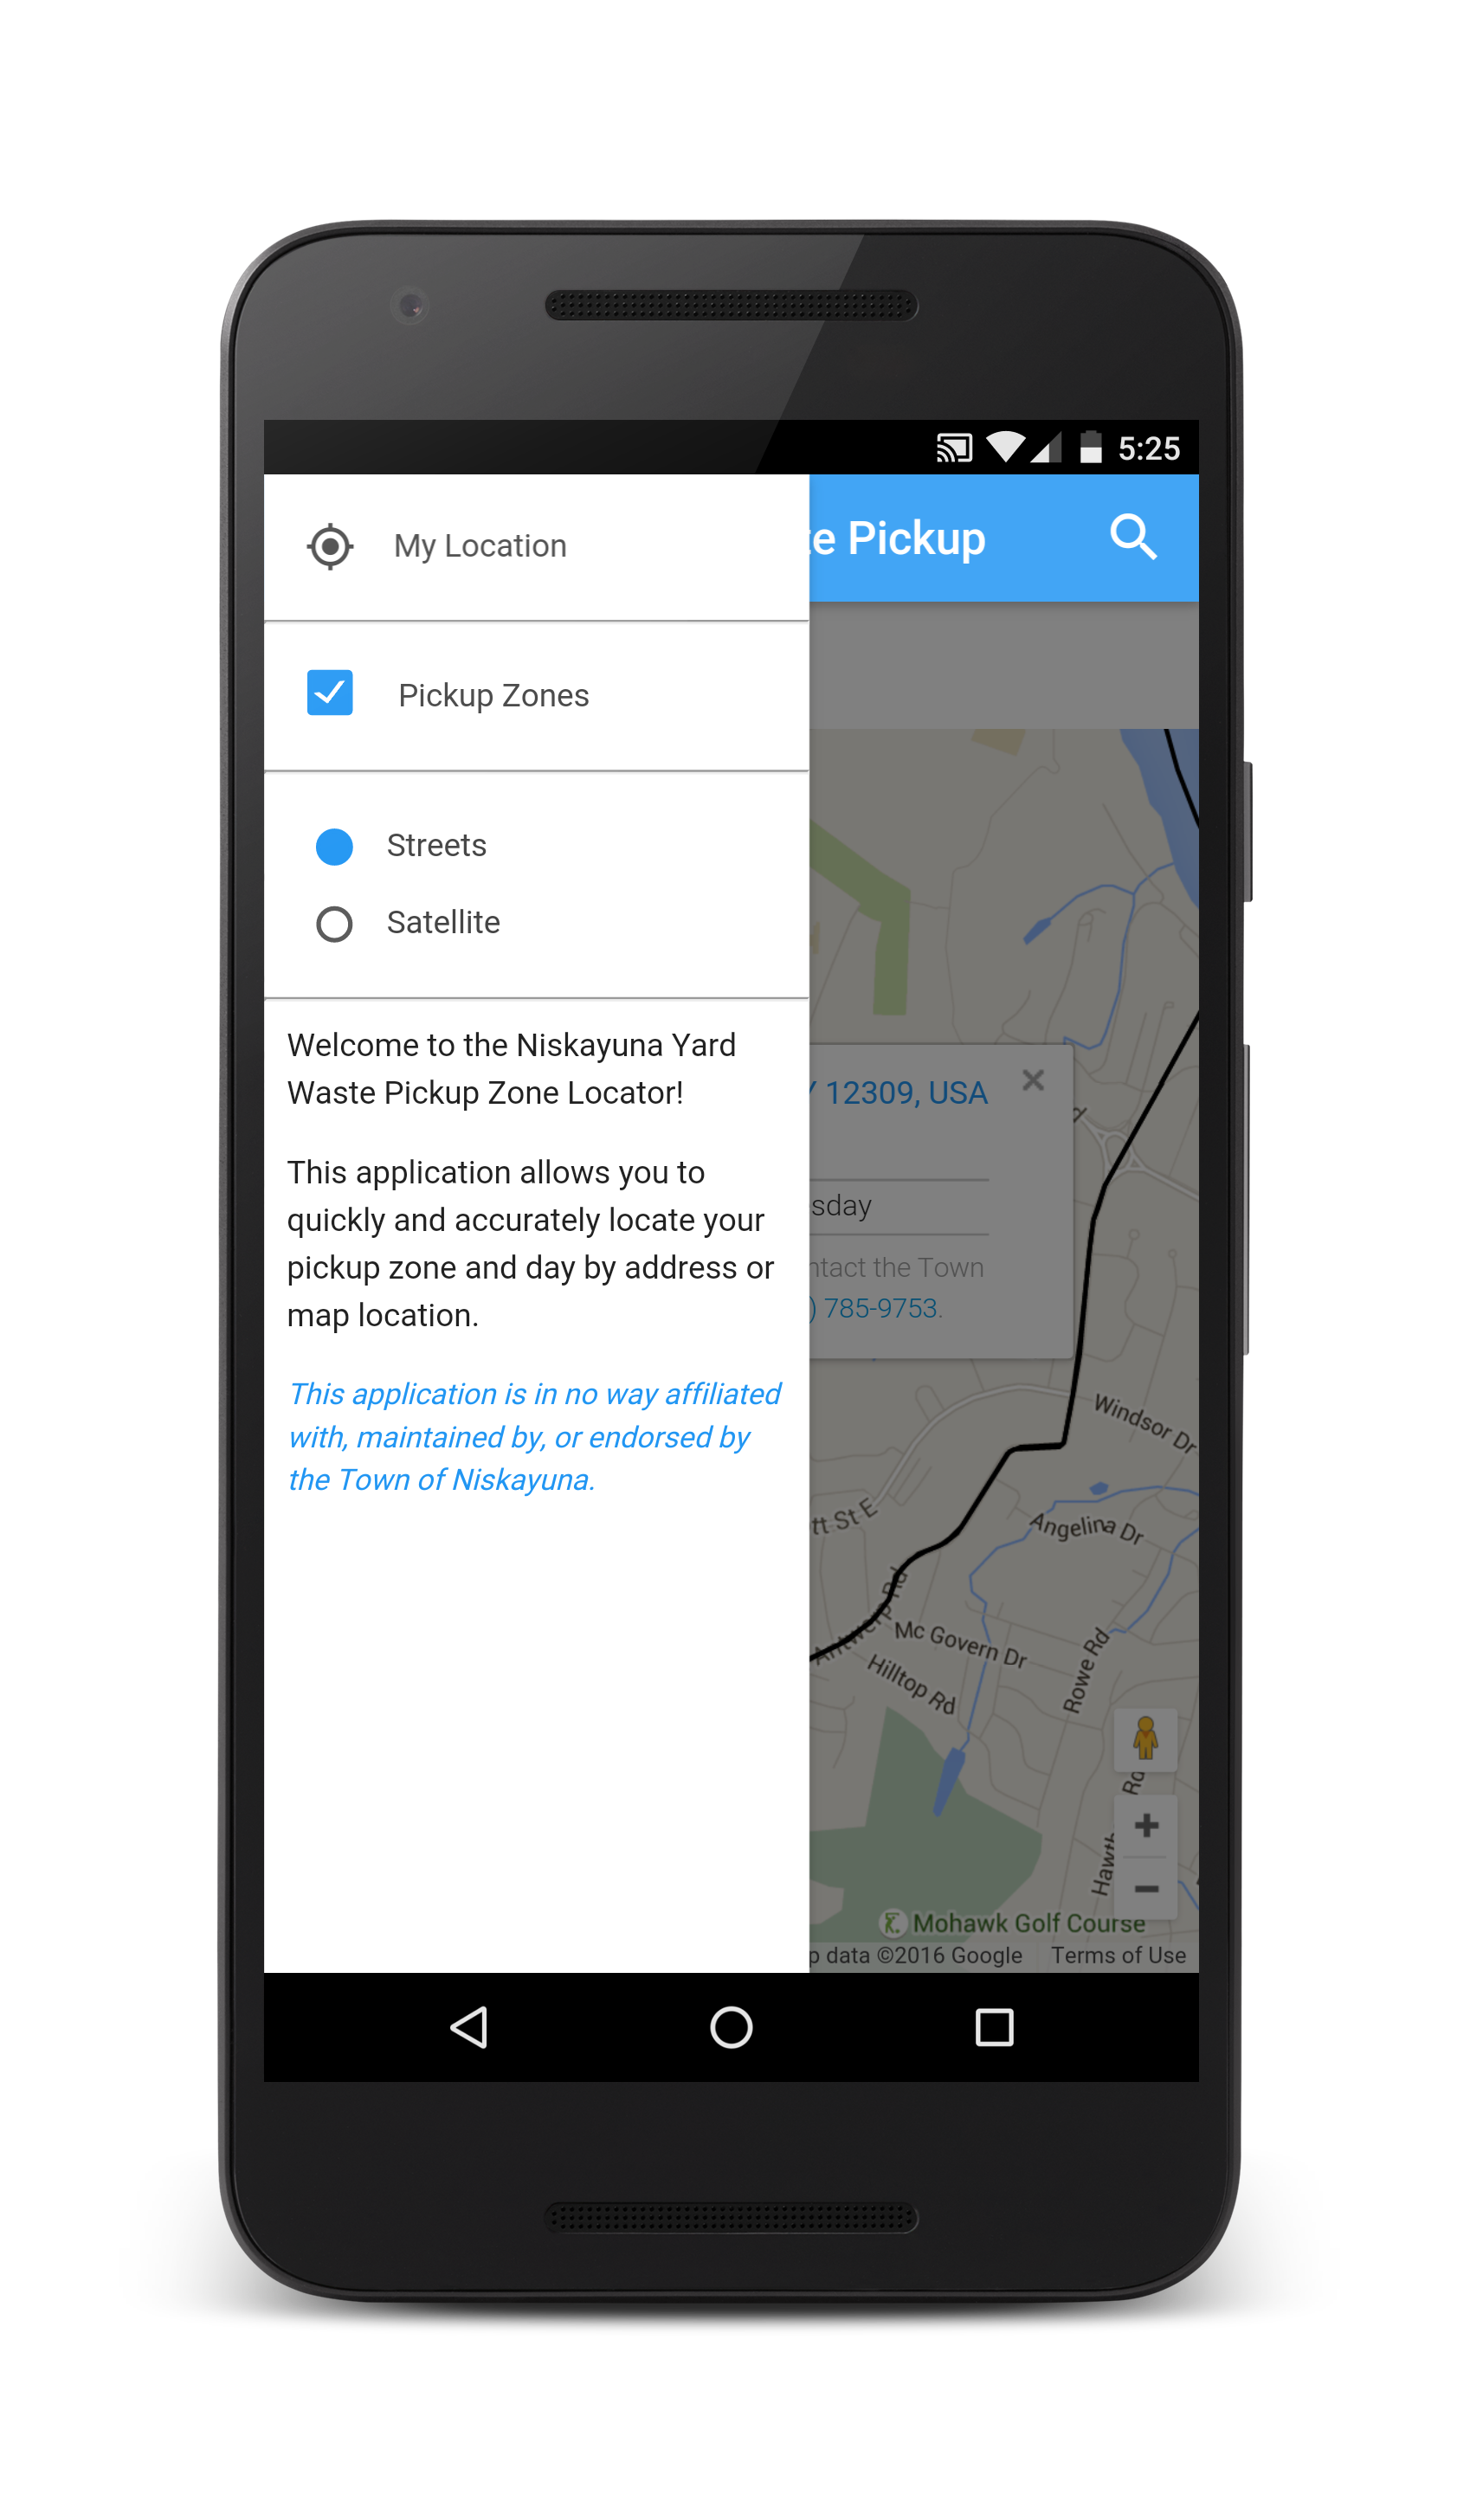 5:25
My Location
te Pickup
Pickup Zones
Streets
Satellite
Welcome to the Niskayuna Yard
Waste Pickup Zone Locator!
This application allows you to
quickly and accurately locate your
pickup zone and day by address or
map location.
This application is in no way affiliated
with, maintained by, or endorsed by
the Town of Niskayuna.
12309, USA
sday
ntact the Town
) 785-9753.
Windsor Dr
tt St E
Angelina Dr
Antwerp Rd
Mc Govern Dr
Hilltop Rd
Rowe Rd
Rd
Hawth
Mohawk Golf Course
p data ©2016 Google
Terms of Use